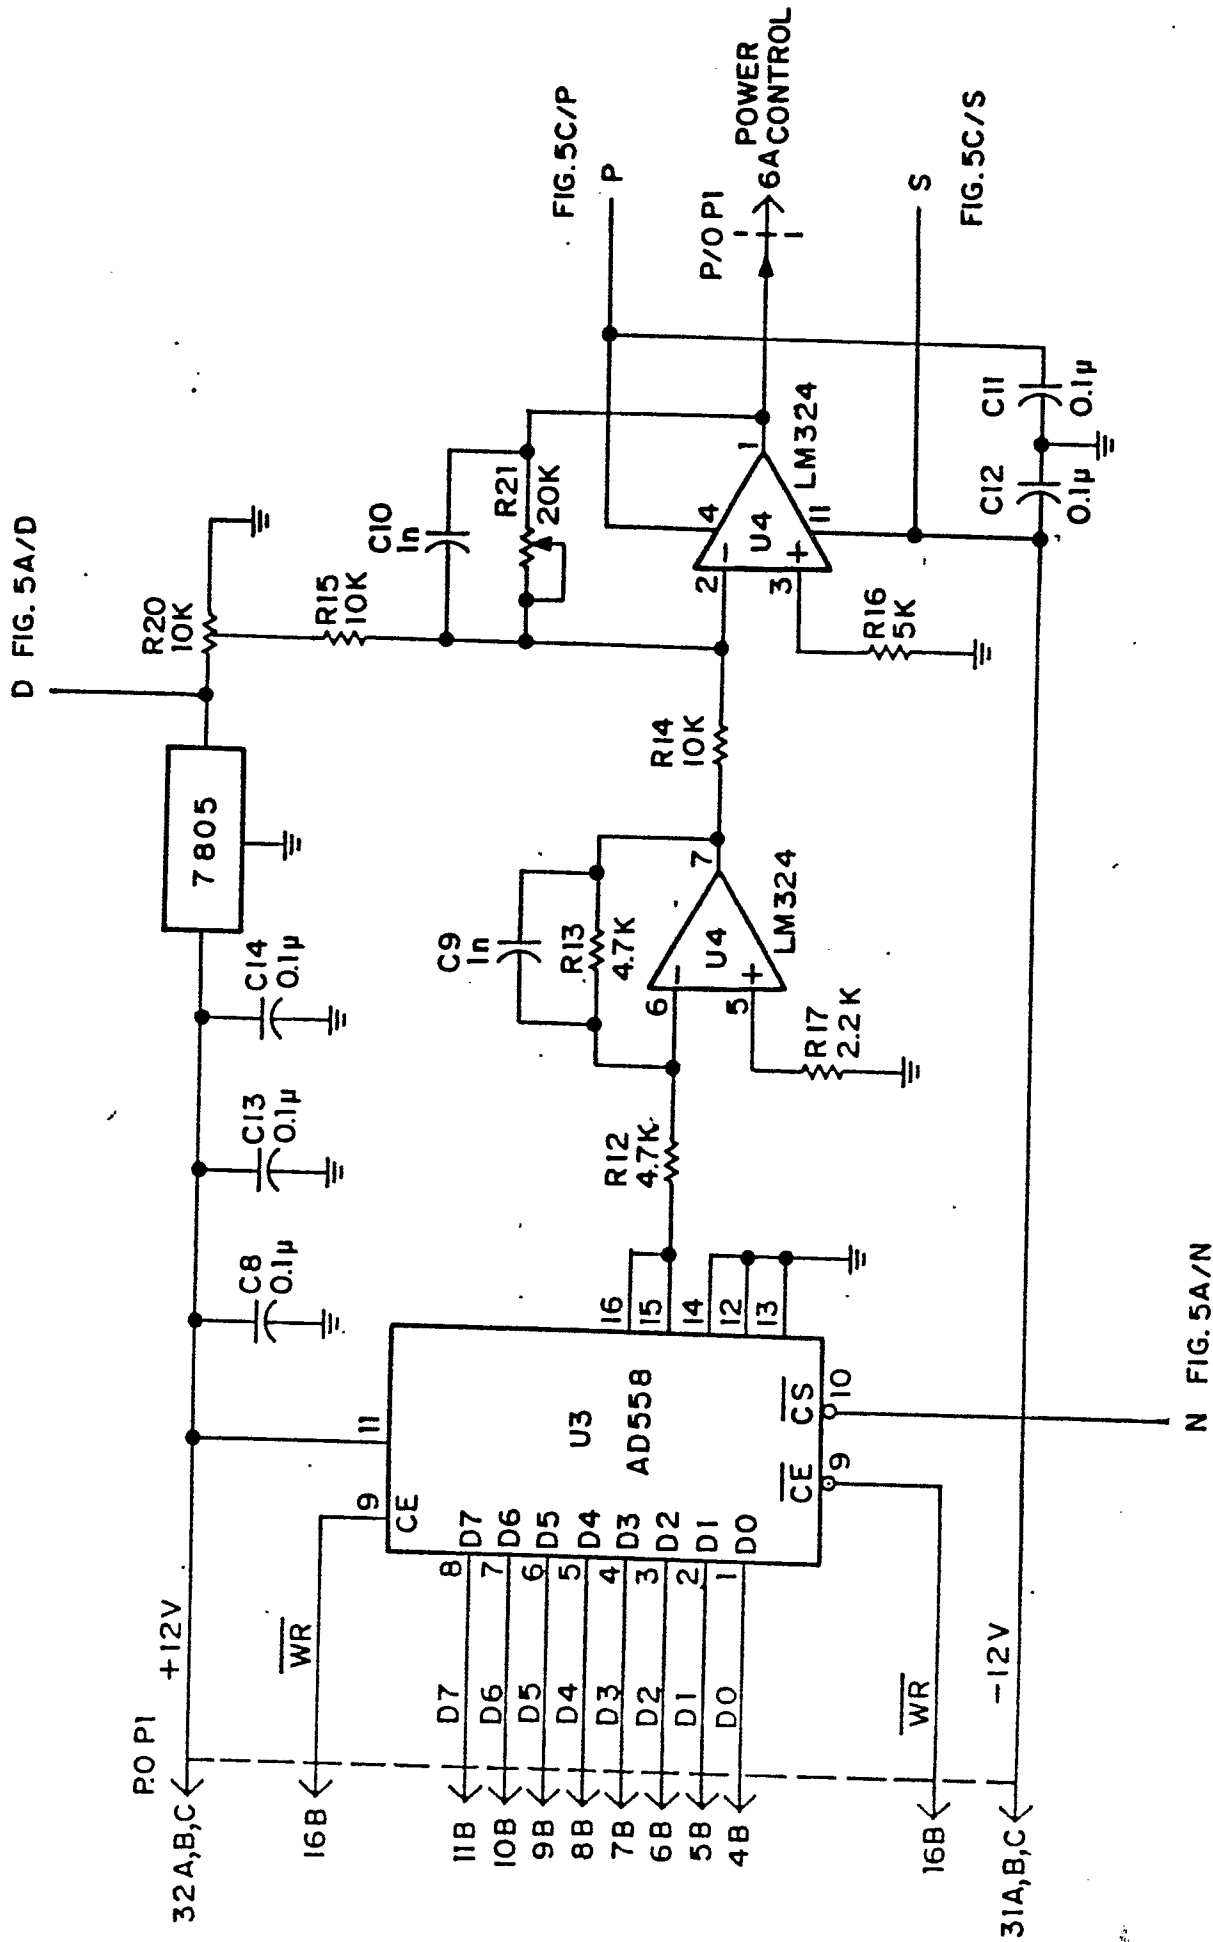 D FIG. 5A/D
P.O P1
32A,B,C
+12V
C8
0.1µ
C13
0.1µ
C14
0.1µ
7805
R20
10K
R15
10K
FIG.5C/P
P
16B
W̅R̅
9
CE
11
U3
AD558
11B
D7
8
D7
10B
D6
7
D6
9B
D5
6
D5
8B
D4
5
D4
7B
D3
4
D3
6B
D2
3
D2
5B
D1
2
D1
4B
D0
1
D0
C̅E̅
9
C̅S̅
10
16
15
14
12
13
R12
4.7K
C9
1n
R13
4.7K
6
−
5
+
U4
7
LM324
R17
2.2K
R14
10K
C10
1n
R21
20K
2
−
3
+
U4
4
11
1
LM324
R16
5K
P/O P1
6A
POWER
CONTROL
S
FIG.5C/S
C12
0.1µ
C11
0.1µ
16B
W̅R̅
31A,B,C
−12V
N FIG. 5A/N